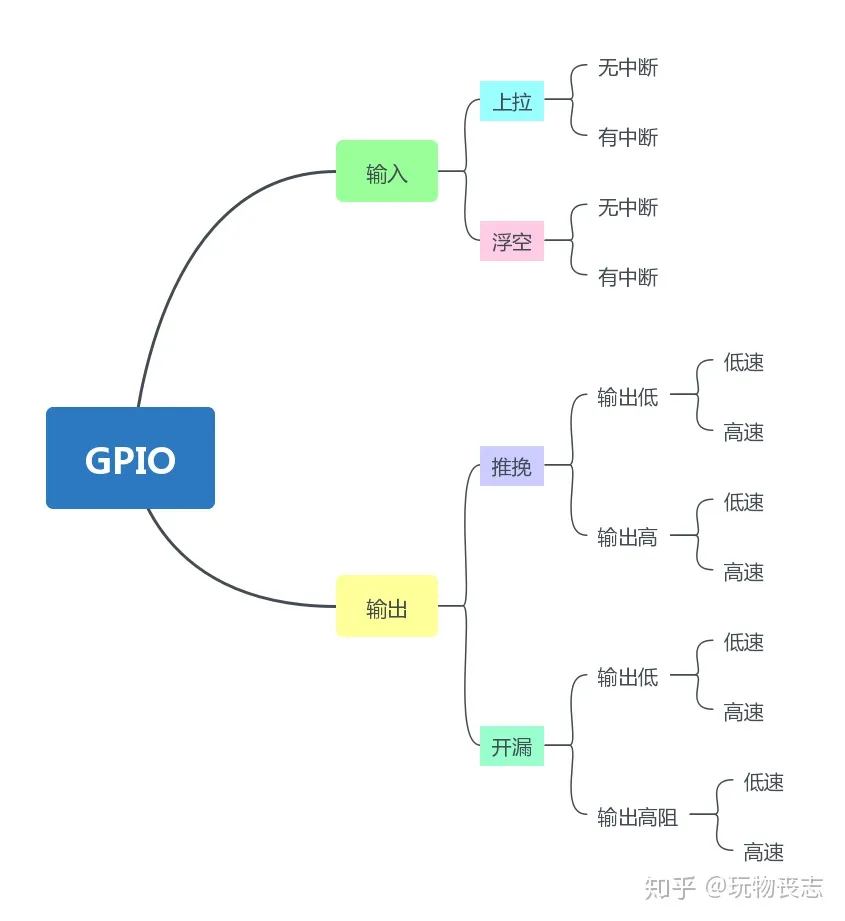 GPIO
输入
上拉
无中断
有中断
浮空
无中断
有中断
输出
推挽
输出低
低速
高速
输出高
低速
高速
开漏
输出低
低速
高速
输出高阻
低速
高速
知乎 @玩物丧志